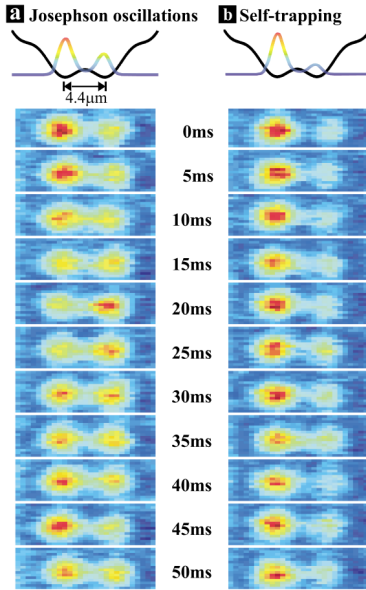 a Josephson oscillations
b Self-trapping
4.4μm
0ms
5ms
10ms
15ms
20ms
25ms
30ms
35ms
40ms
45ms
50ms